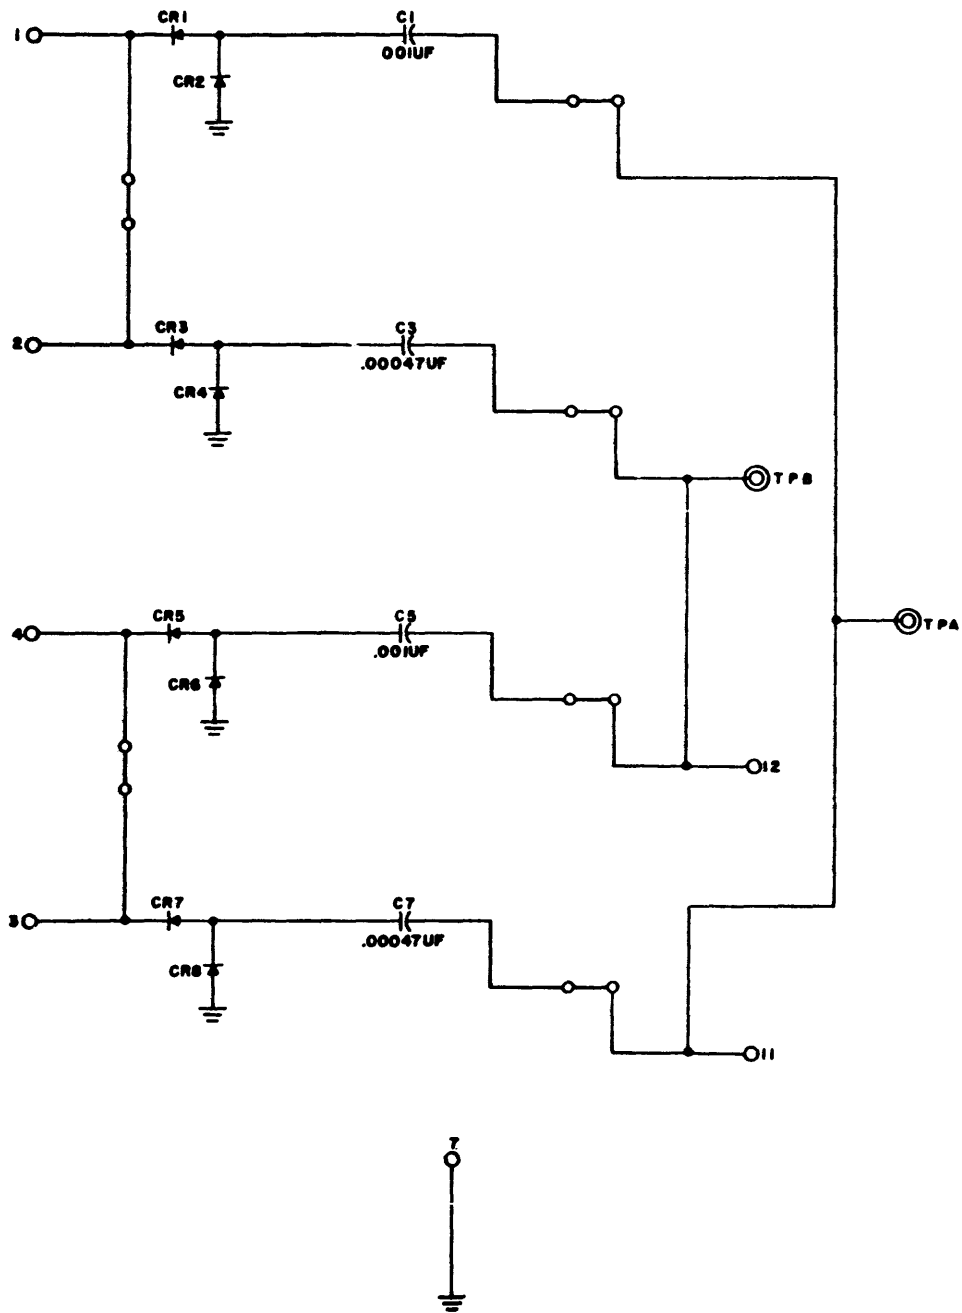 1
CR1
C1
001UF
CR2
2
CR3
C3
.00047UF
CR4
TPB
4
CR5
C5
.001UF
CR6
TPA
12
3
CR7
C7
.00047UF
CR8
11
7